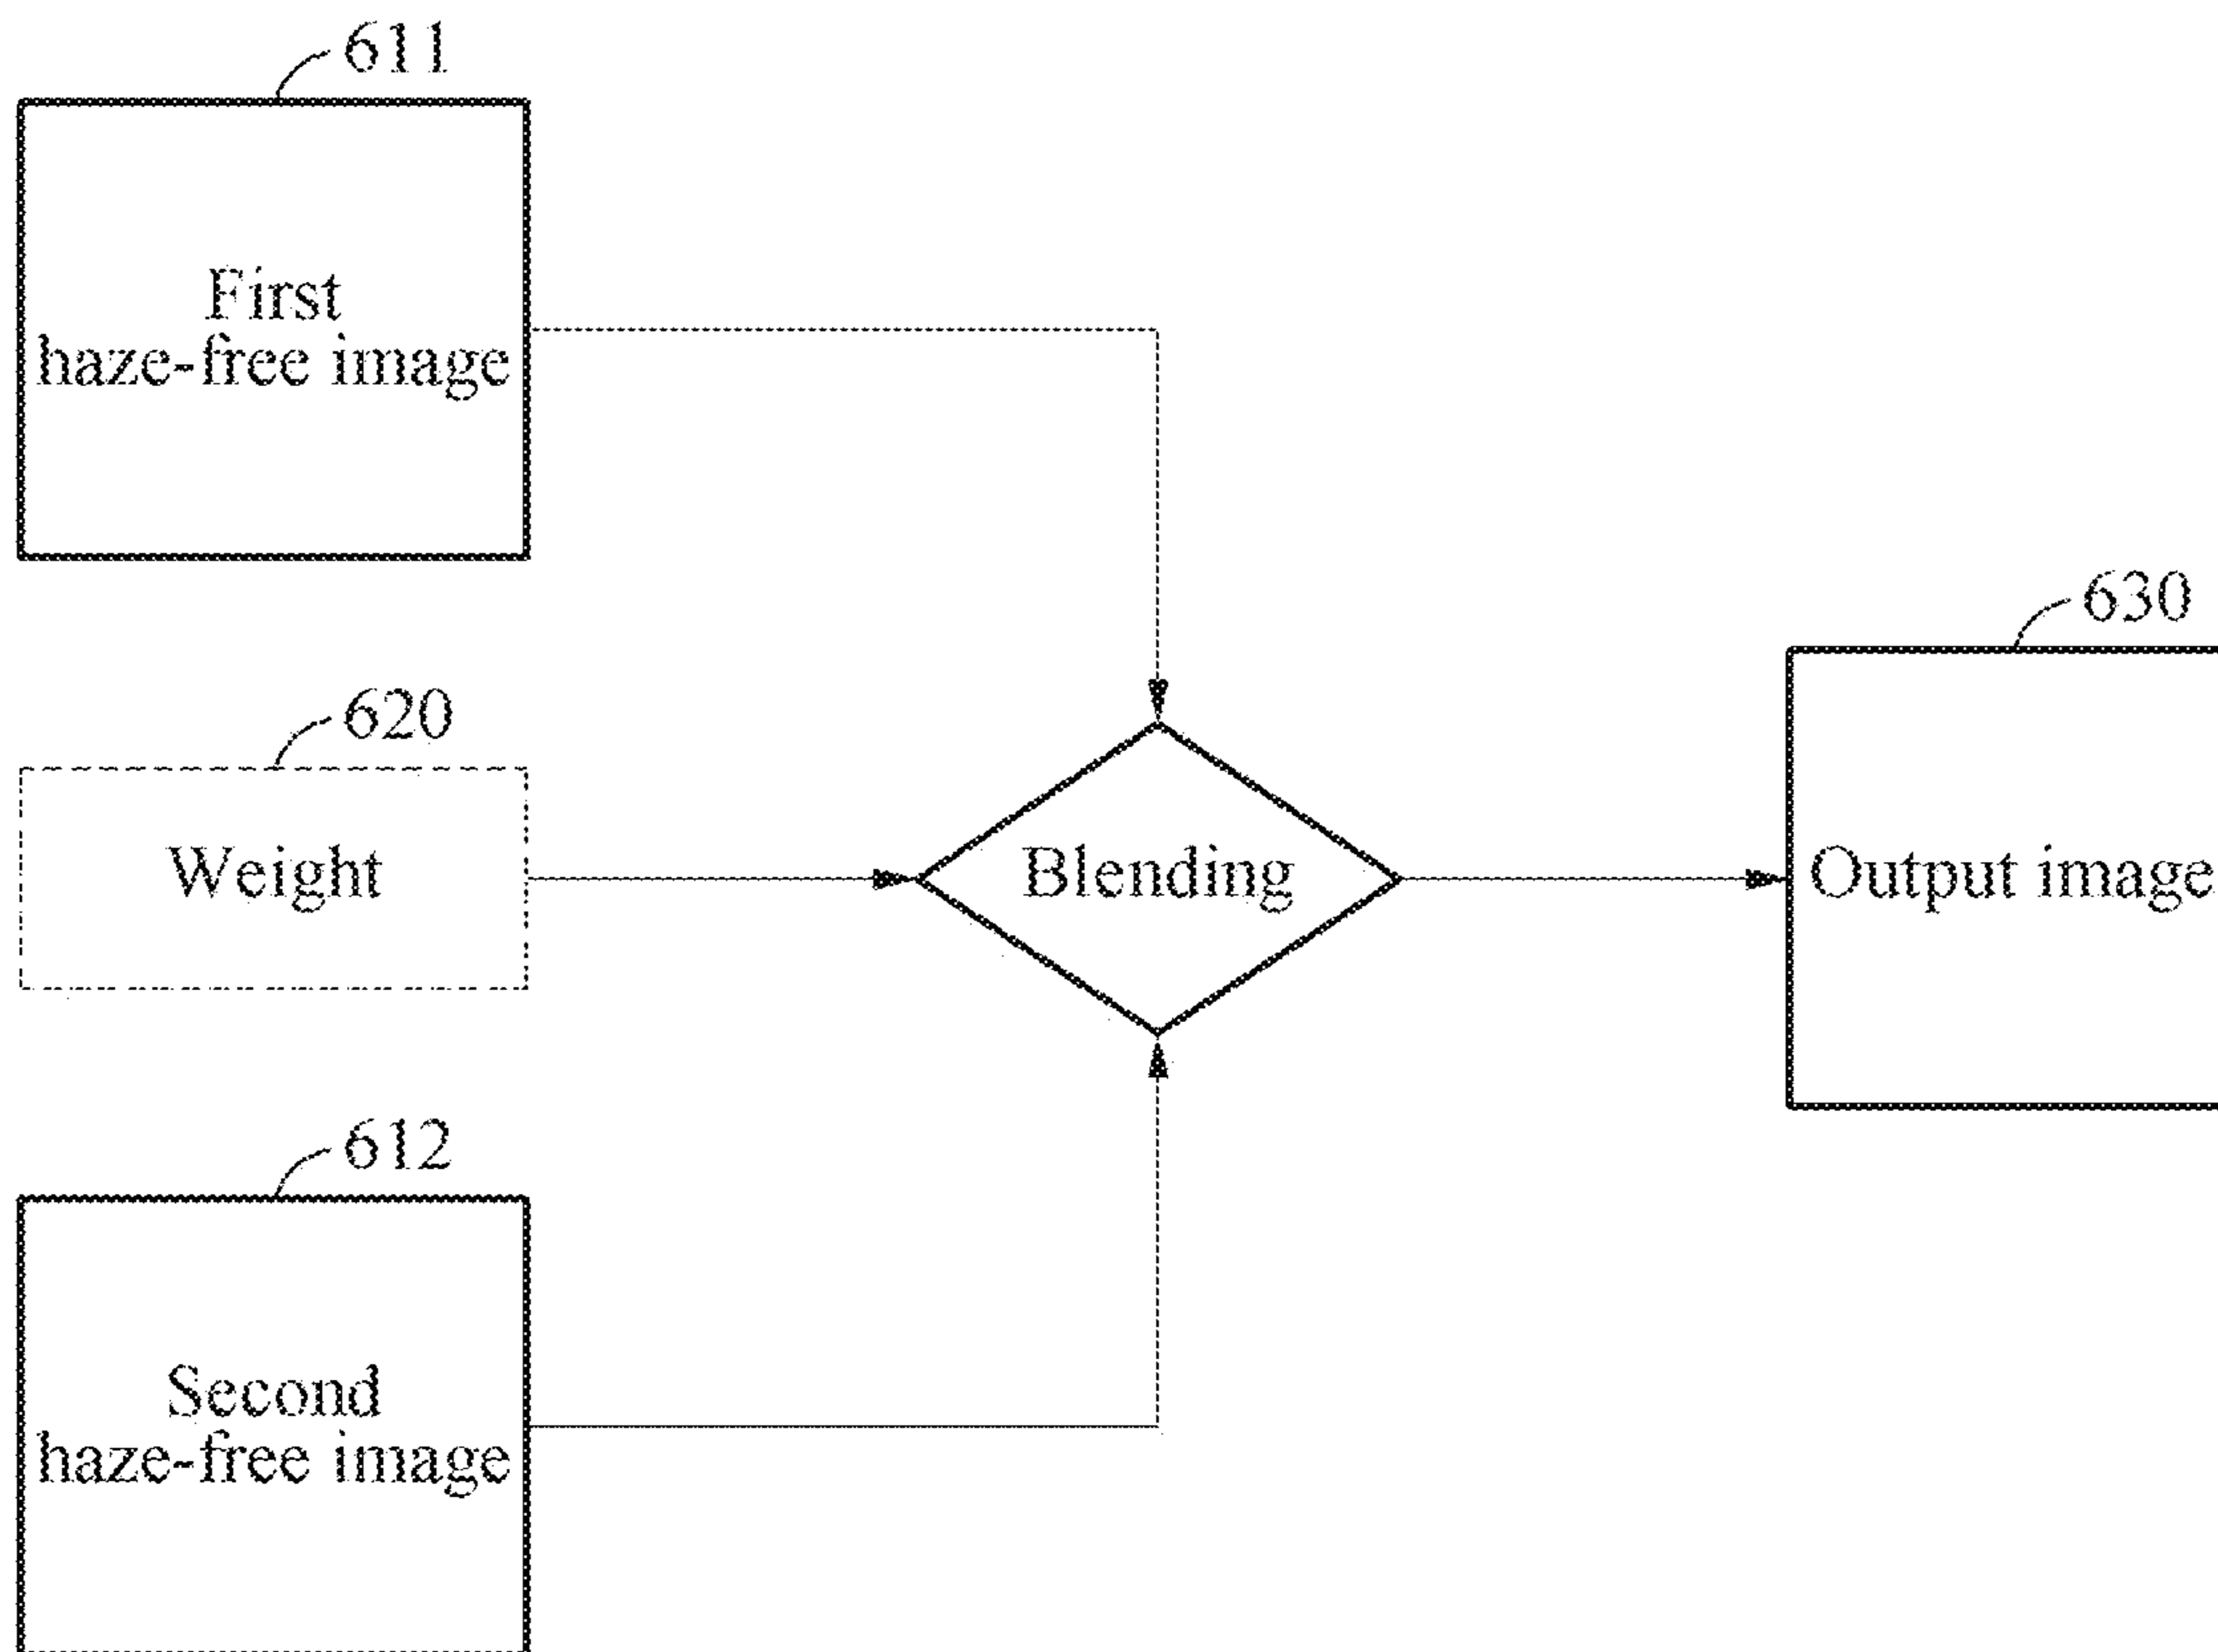 611
First
haze-free image
620
Weight
Blending
630
Output image
612
Second
haze-free image